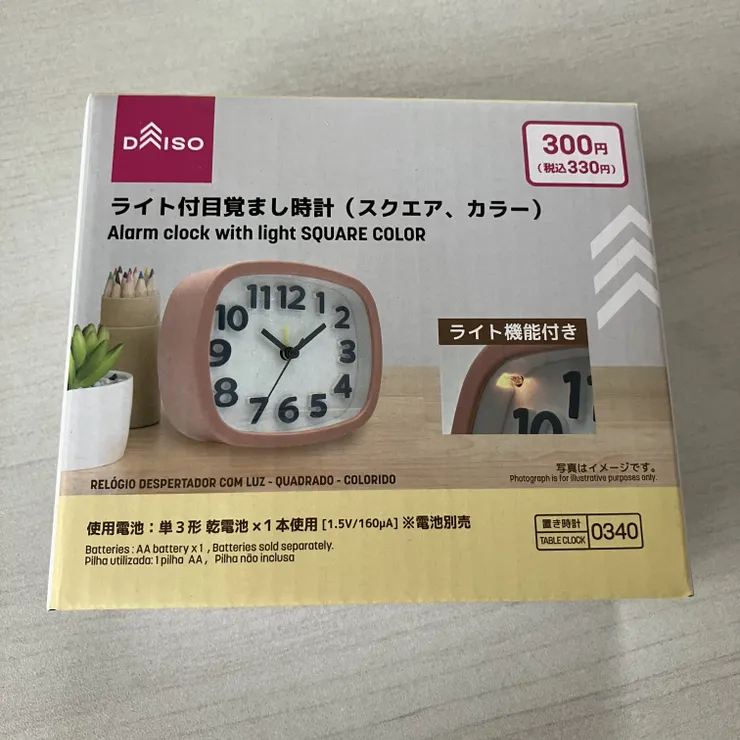 DAISO
300円
(税込330円)
ライト付目覚まし時計（スクエア、カラー）
Alarm clock with light SQUARE COLOR
11 12 1
10 2
9 3
8 4
7 6 5
ライト機能付き
10 11
写真はイメージです。
Photograph is for illustrative purposes only.
RELÓGIO DESPERTADOR COM LUZ - QUADRADO - COLORIDO
使用電池：単３形 乾電池×１本使用 [1.5V/160μA] ※電池別売
Batteries : AA battery x 1 , Batteries sold separately.
Pilha utilizada: 1 pilha AA, Pilha não inclusa
置き時計
TABLE CLOCK
0340